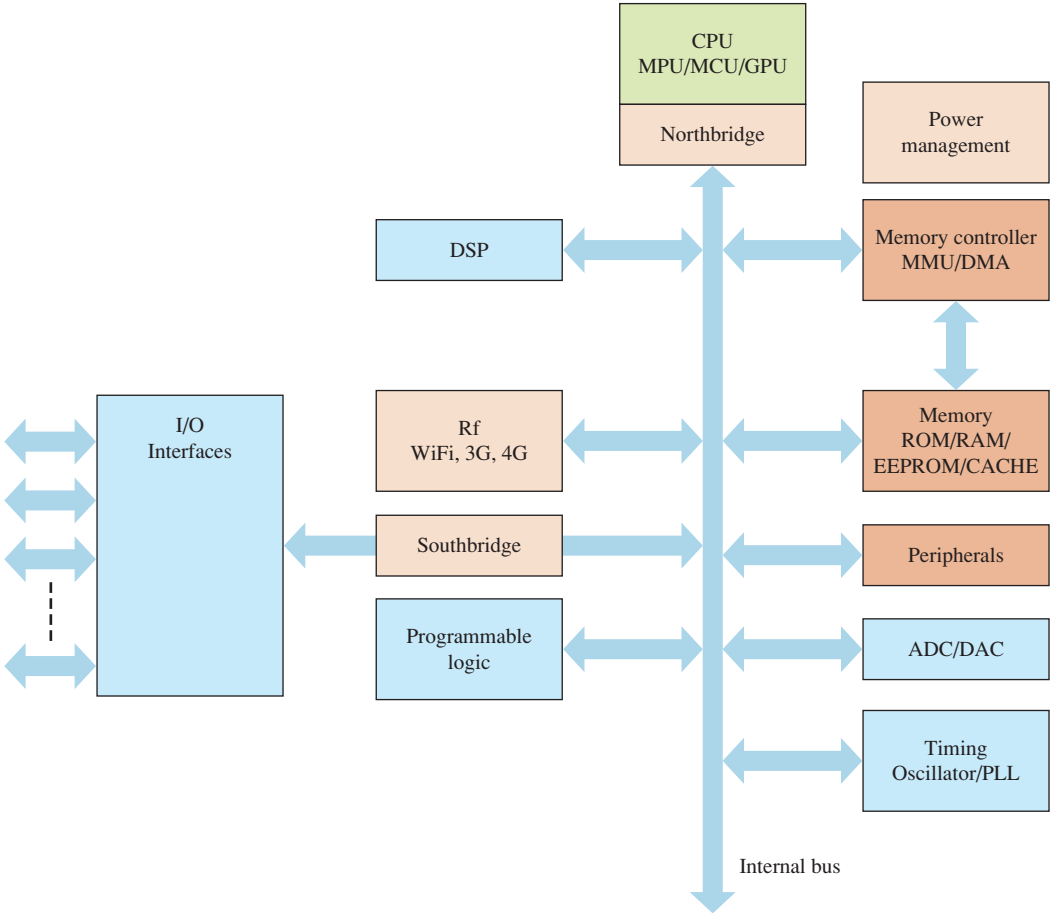 CPU
MPU/MCU/GPU
Northbridge
Power
management
DSP
Memory controller
MMU/DMA
I/O
Interfaces
Rf
WiFi, 3G, 4G
Memory
ROM/RAM/
EEPROM/CACHE
Southbridge
Peripherals
Programmable
logic
ADC/DAC
Timing
Oscillator/PLL
Internal bus